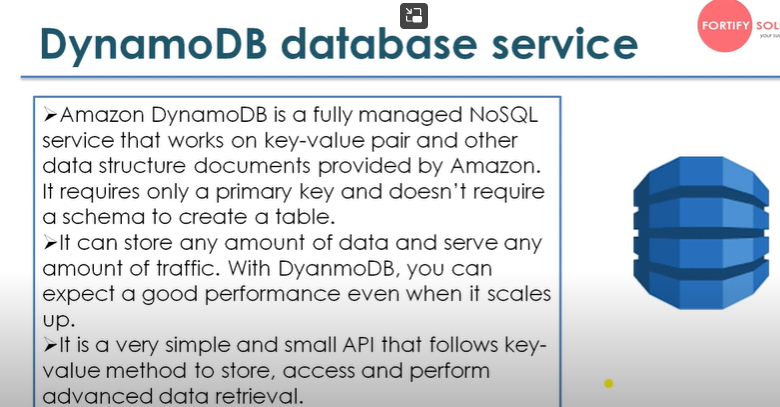 DynamoDB database service
FORTIFY SOL
➤Amazon DynamoDB is a fully managed NoSQL
service that works on key-value pair and other
data structure documents provided by Amazon.
It requires only a primary key and doesn't require
a schema to create a table.
➤It can store any amount of data and serve any
amount of traffic. With DyanmoDB, you can
expect a good performance even when it scales
up.
➤It is a very simple and small API that follows key-
value method to store, access and perform
advanced data retrieval.